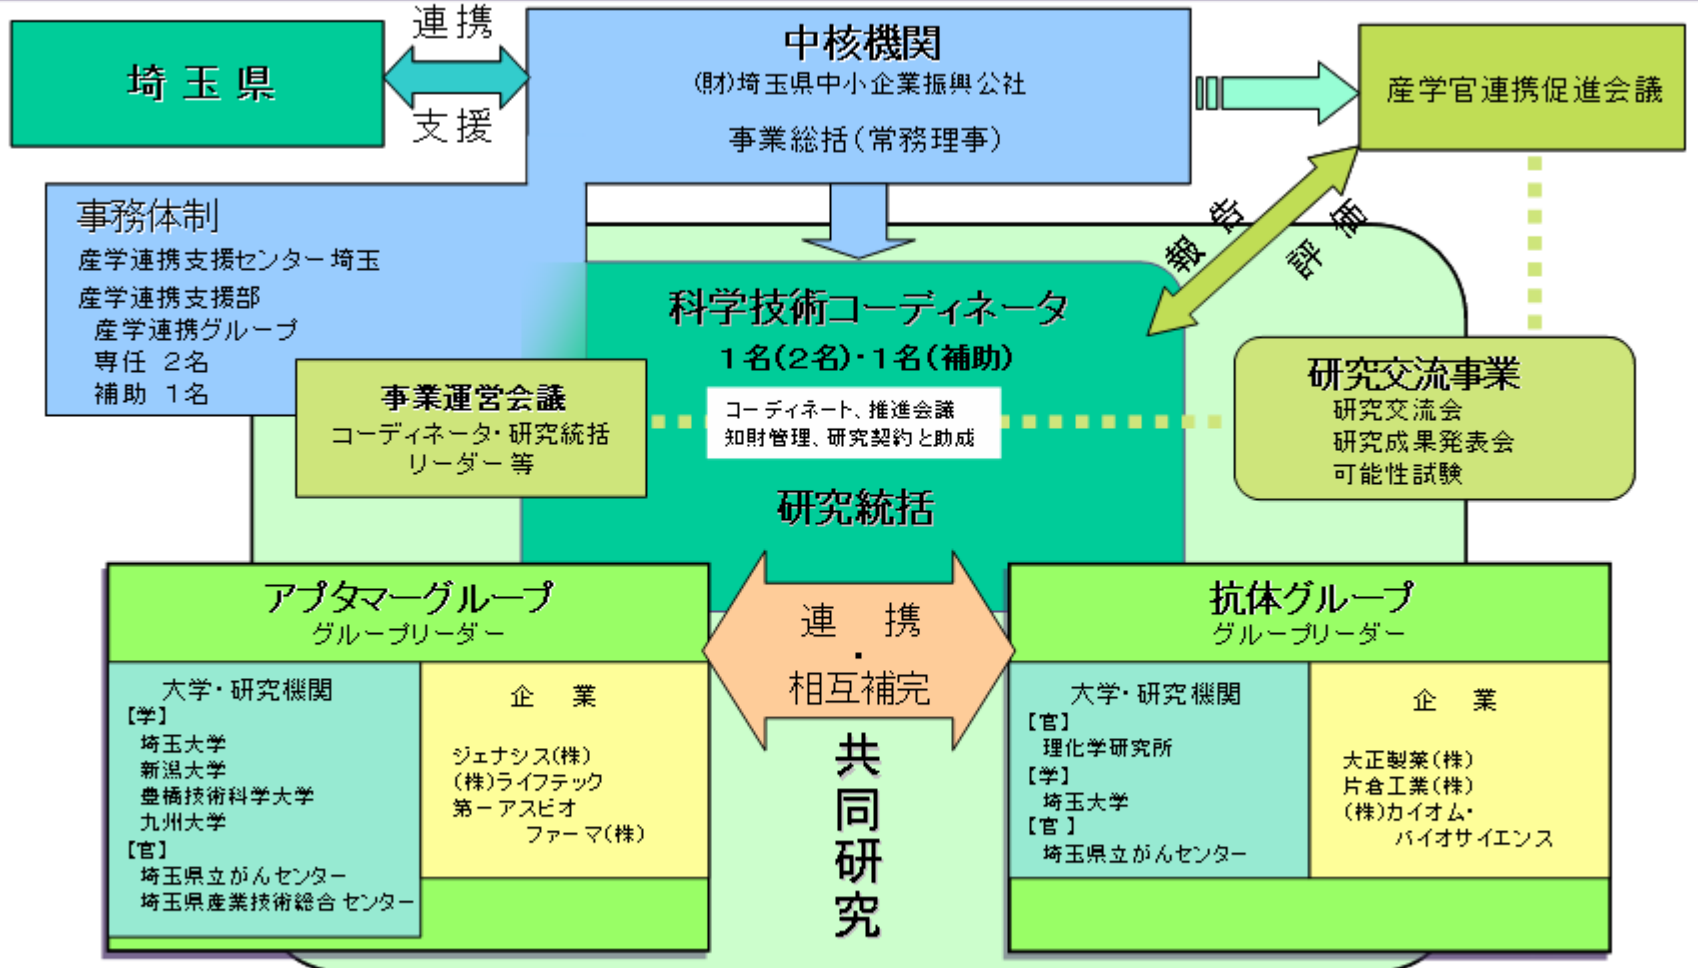 埼玉県
連携
支援
中核機関
(財)埼玉県中小企業振興公社
事業総括(常務理事)
産学官連携促進会議
事務体制
産学連携支援センター埼玉
産学連携支援部
産学連携グループ
専任 2名
補助 1名
報告
評価
科学技術コーディネータ
1名(2名)・1名(補助)
コーディネート、推進会議
知財管理、研究契約と助成
研究統括
事業運営会議
コーディネータ・研究統括
リーダー等
研究交流事業
研究交流会
研究成果発表会
可能性試験
アプタマーグループ
グループリーダー
大学・研究機関
【学】
埼玉大学
新潟大学
豊橋技術科学大学
九州大学
【官】
埼玉県立がんセンター
埼玉県産業技術総合センター
企 業
ジェナシス(株)
(株)ライフテック
第一アスビオ
ファーマ(株)
連 携
・
相互補完
共同研究
抗体グループ
グループリーダー
大学・研究機関
【官】
理化学研究所
【学】
埼玉大学
【官】
埼玉県立がんセンター
企 業
大正製薬(株)
片倉工業(株)
(株)カイオム・
バイオサイエンス